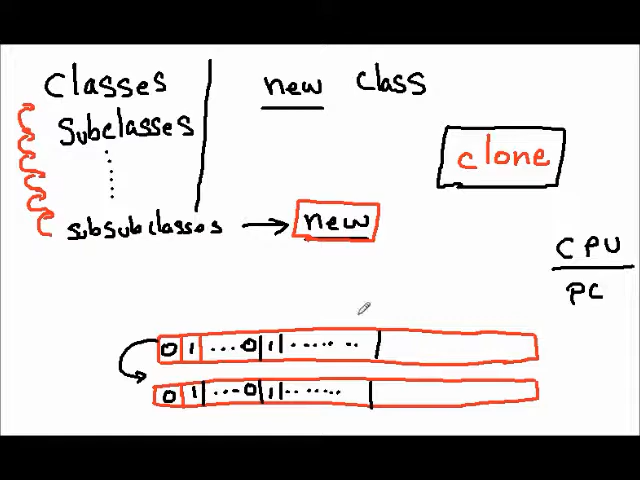 Classes
new class
Subclasses
clone
subsubclasses → new
CPU
PC
0 1 ...0 1 ........
0 1 ...0 1 .......